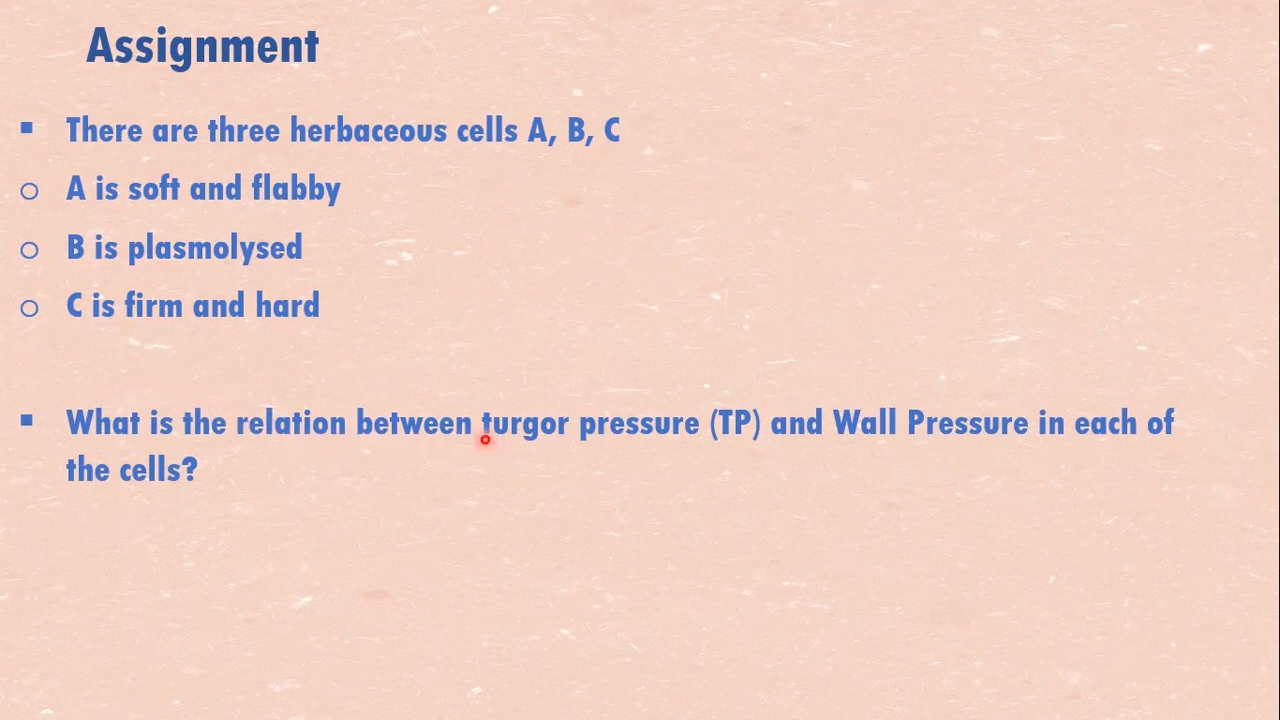 Assignment
▪ There are three herbaceous cells A, B, C
○ A is soft and flabby
○ B is plasmolysed
○ C is firm and hard
▪ What is the relation between turgor pressure (TP) and Wall Pressure in each of
the cells?